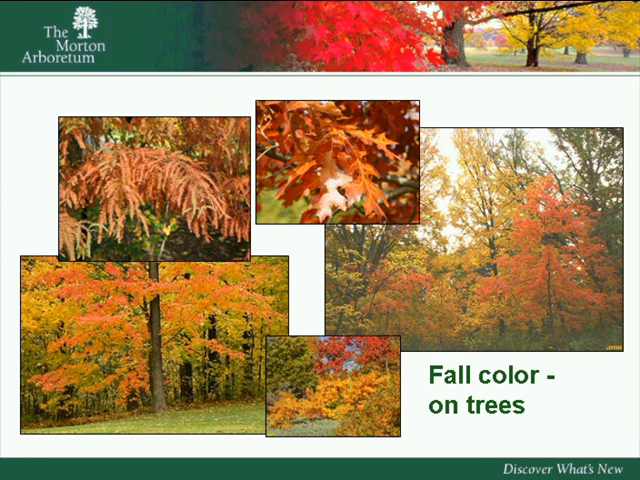 The
Morton
Arboretum
Fall color -
on trees
Discover What's New